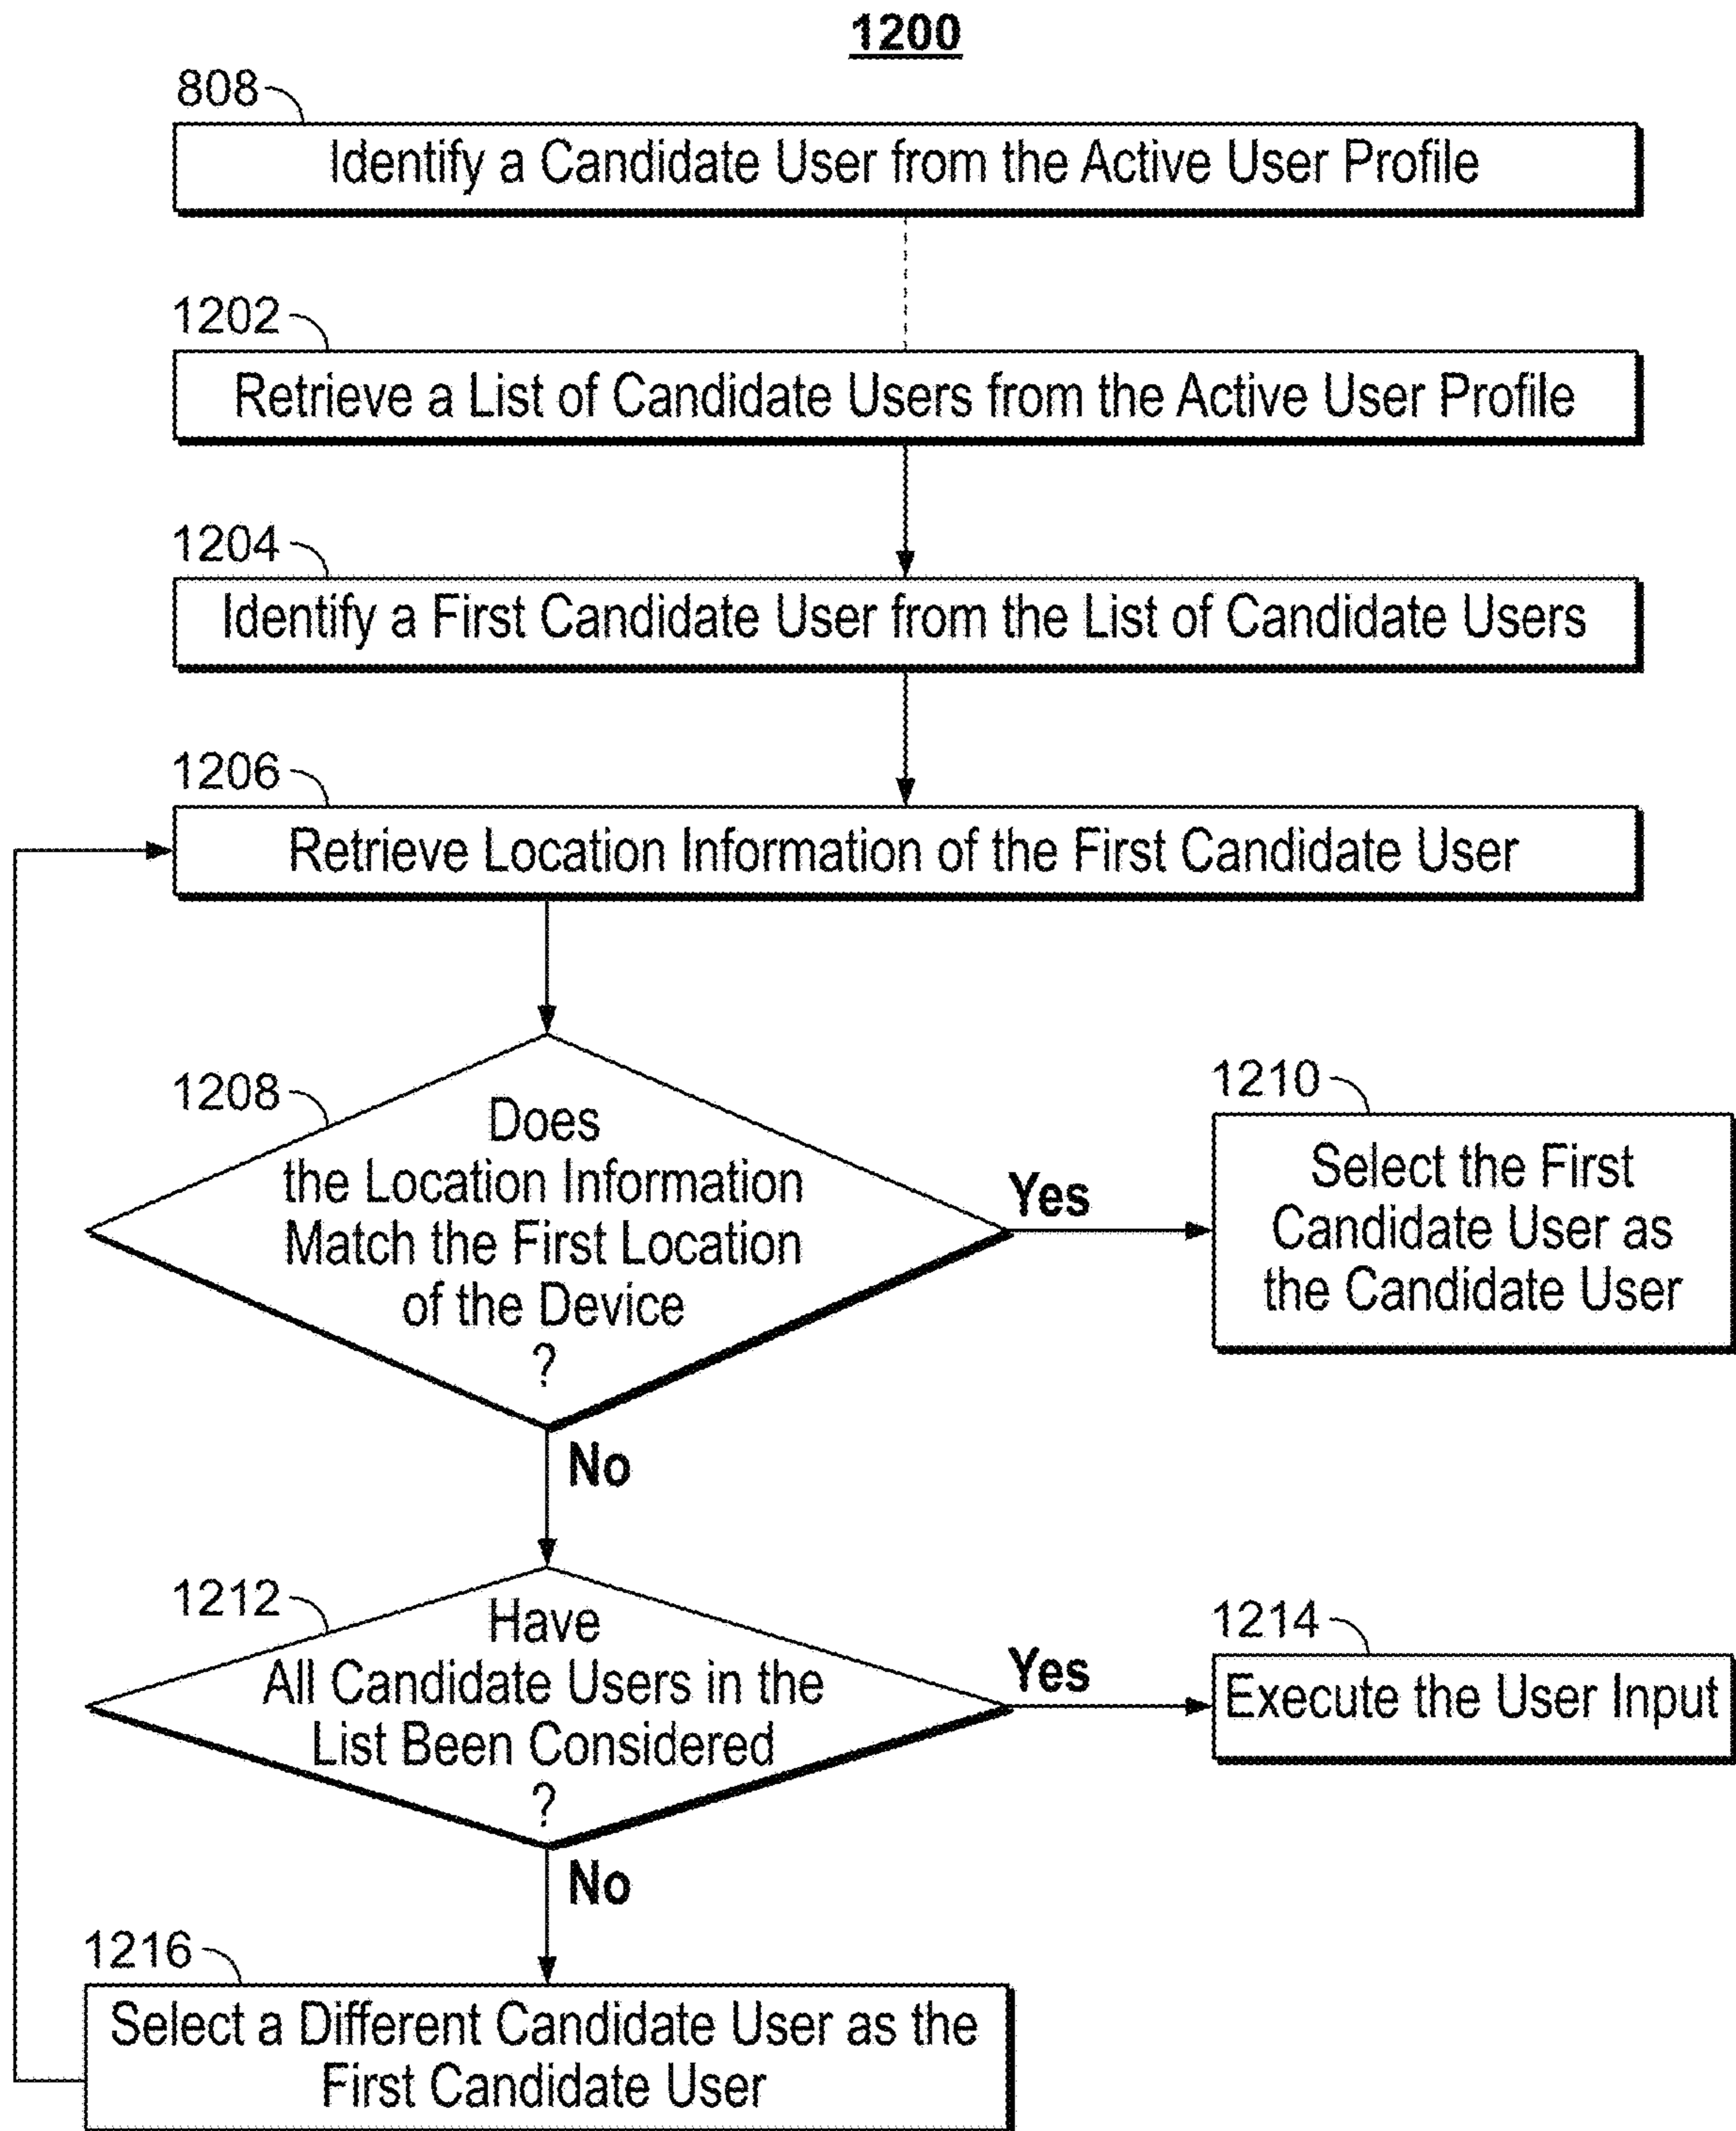 1200
808
Identify a Candidate User from the Active User Profile
1202
Retrieve a List of Candidate Users from the Active User Profile
1204
Identify a First Candidate User from the List of Candidate Users
1206
Retrieve Location Information of the First Candidate User
1208
Does
the Location Information
Match the First Location
of the Device
?
Yes
1210
Select the First
Candidate User as
the Candidate User
No
1212
Have
All Candidate Users in the
List Been Considered
?
Yes
1214
Execute the User Input
No
1216
Select a Different Candidate User as the
First Candidate User